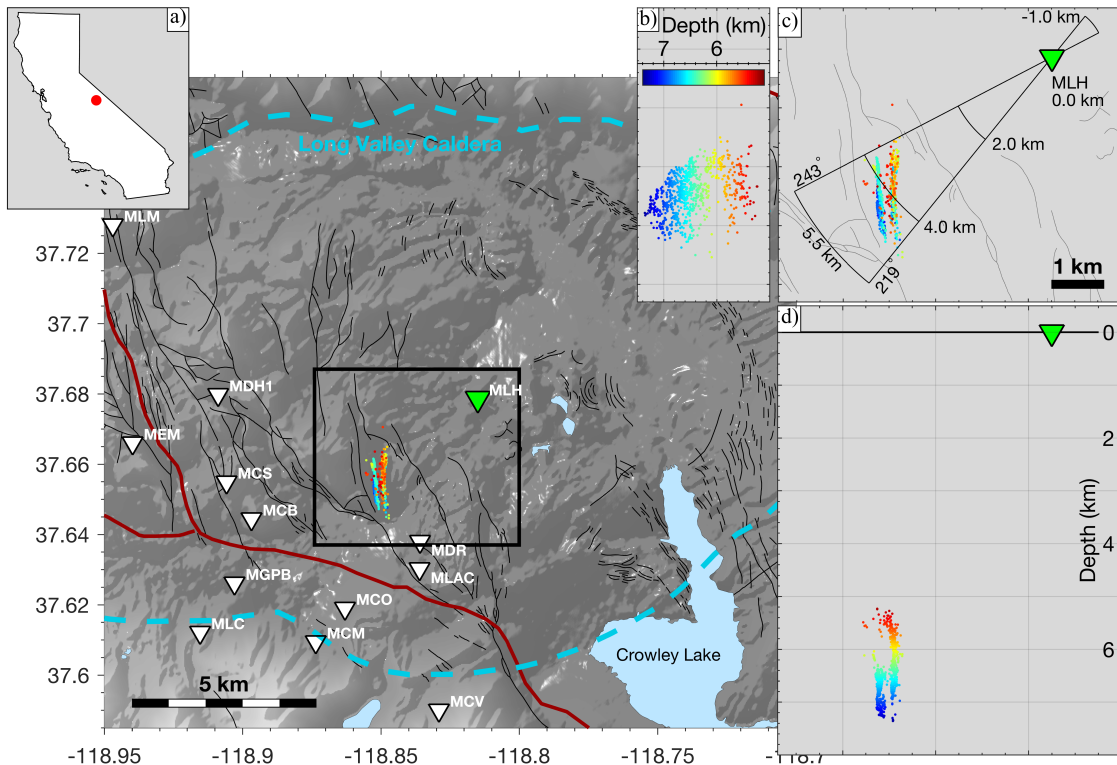 a)
b)
Depth (km)
7
6
c)
-1.0 km
MLH
0.0 km
2.0 km
4.0 km
243°
5.5 km
219°
1 km
Long Valley Caldera
MLM
37.72
37.7
37.68
37.66
37.64
37.62
37.6
MDH1
MLH
MEM
MCS
MCB
MDR
MLAC
MGPB
MCO
MLC
MCM
MCV
Crowley Lake
5 km
-118.95
-118.9
-118.85
-118.8
-118.75
-118.7
d)
0
2
4
6
Depth (km)